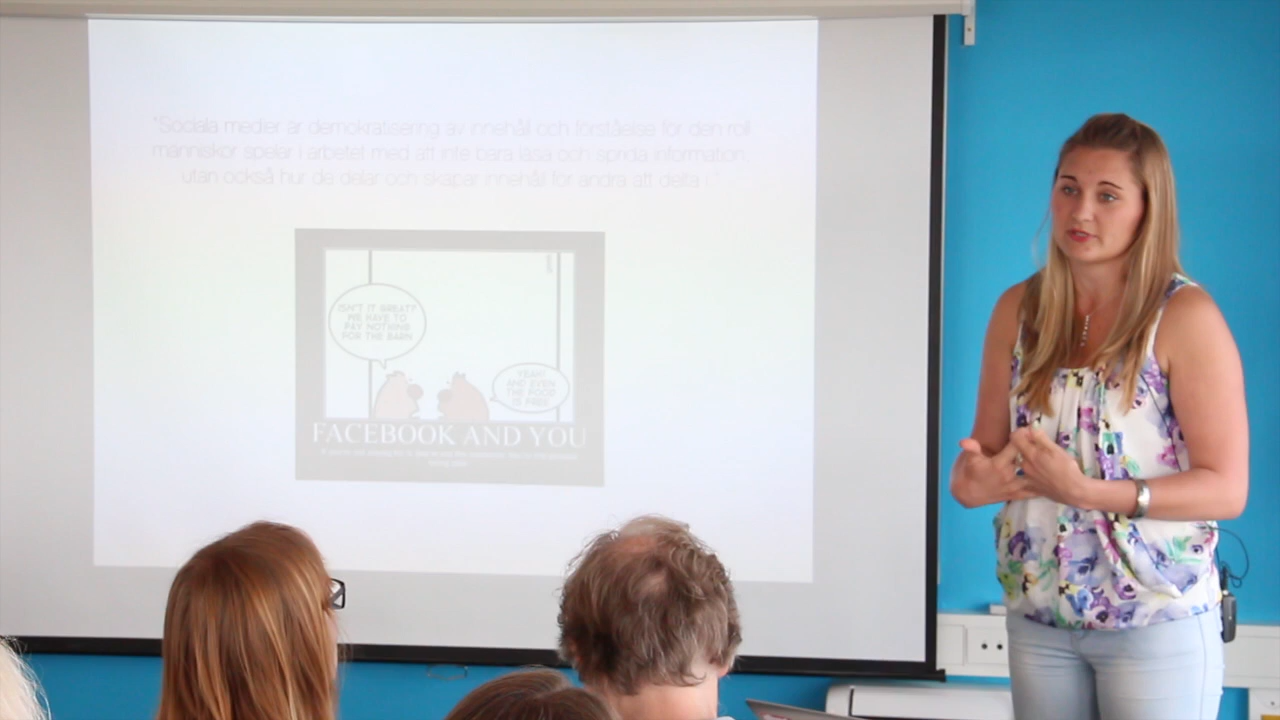 "Sociala medier är demokratisering av innehåll och förståelse för den roll
människor spelar i arbetet med att inte bara läsa och sprida information,
utan också hur de delar och skapar innehåll för andra att delta i."
ISN'T IT GREAT?
WE HAVE TO
PAY NOTHING
FOR THE BARN
YEAH!
AND EVEN
THE FOOD
IS FREE
FACEBOOK AND YOU